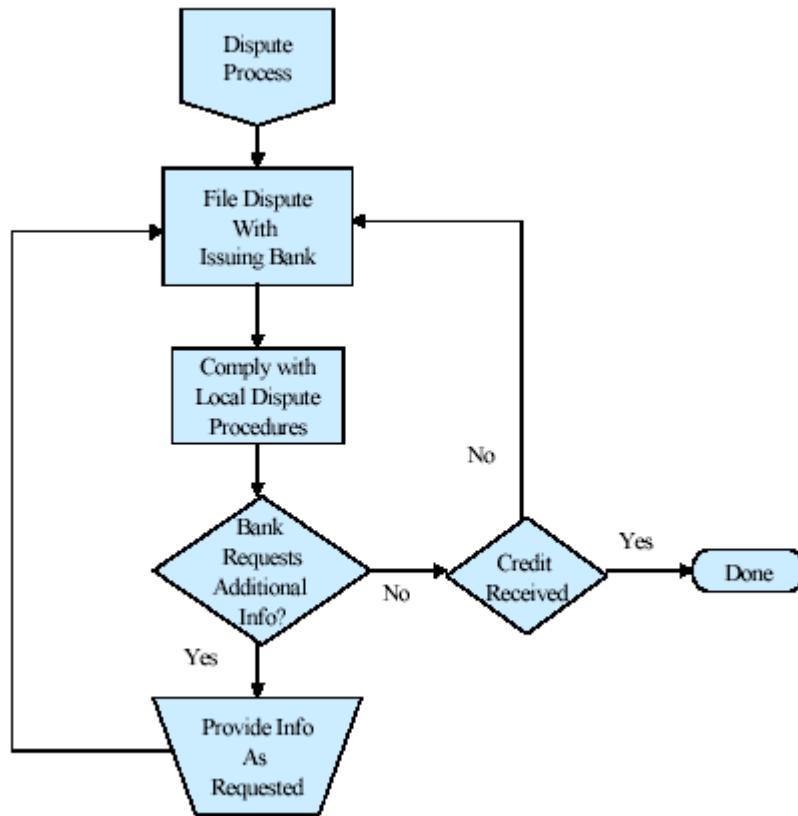 Dispute
Process
File Dispute
With
Issuing Bank
Comply with
Local Dispute
Procedures
No
Bank
Requests
Additional
Info?
No
Credit
Received
Yes
Done
Yes
Provide Info
As
Requested